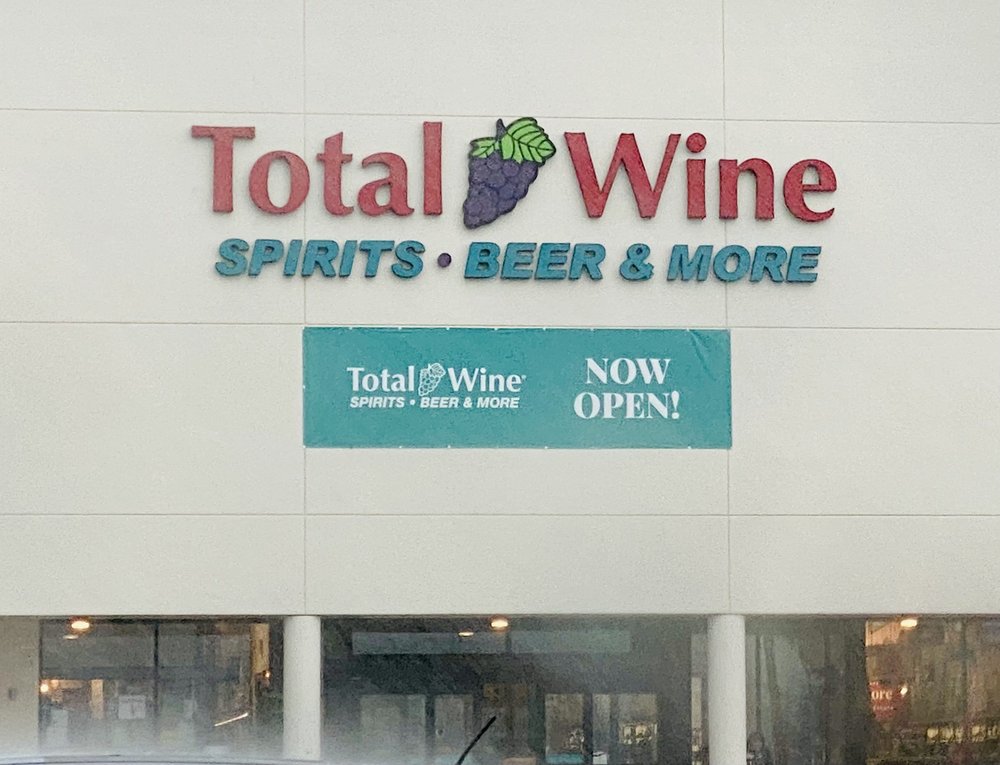 Total Wine
SPIRITS • BEER & MORE
Total Wine
SPIRITS • BEER & MORE
NOW
OPEN!